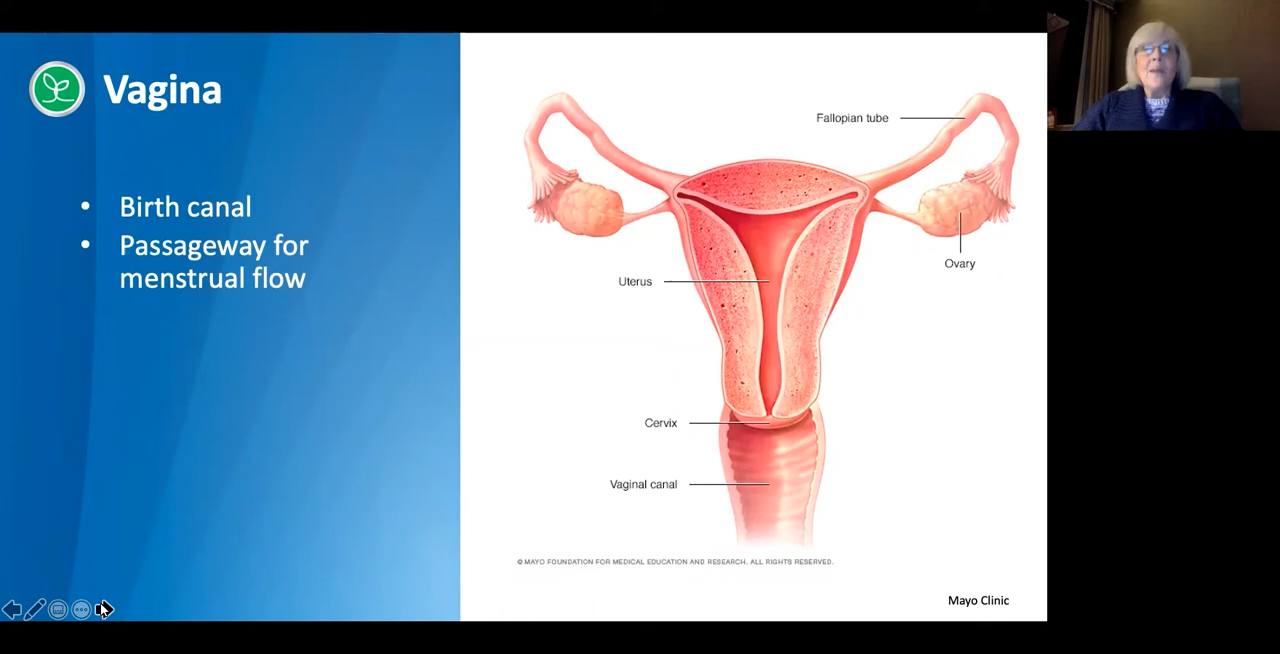 Vagina
• Birth canal
• Passageway for
menstrual flow
Fallopian tube
Ovary
Uterus
Cervix
Vaginal canal
© MAYO FOUNDATION FOR MEDICAL EDUCATION AND RESEARCH. ALL RIGHTS RESERVED.
Mayo Clinic